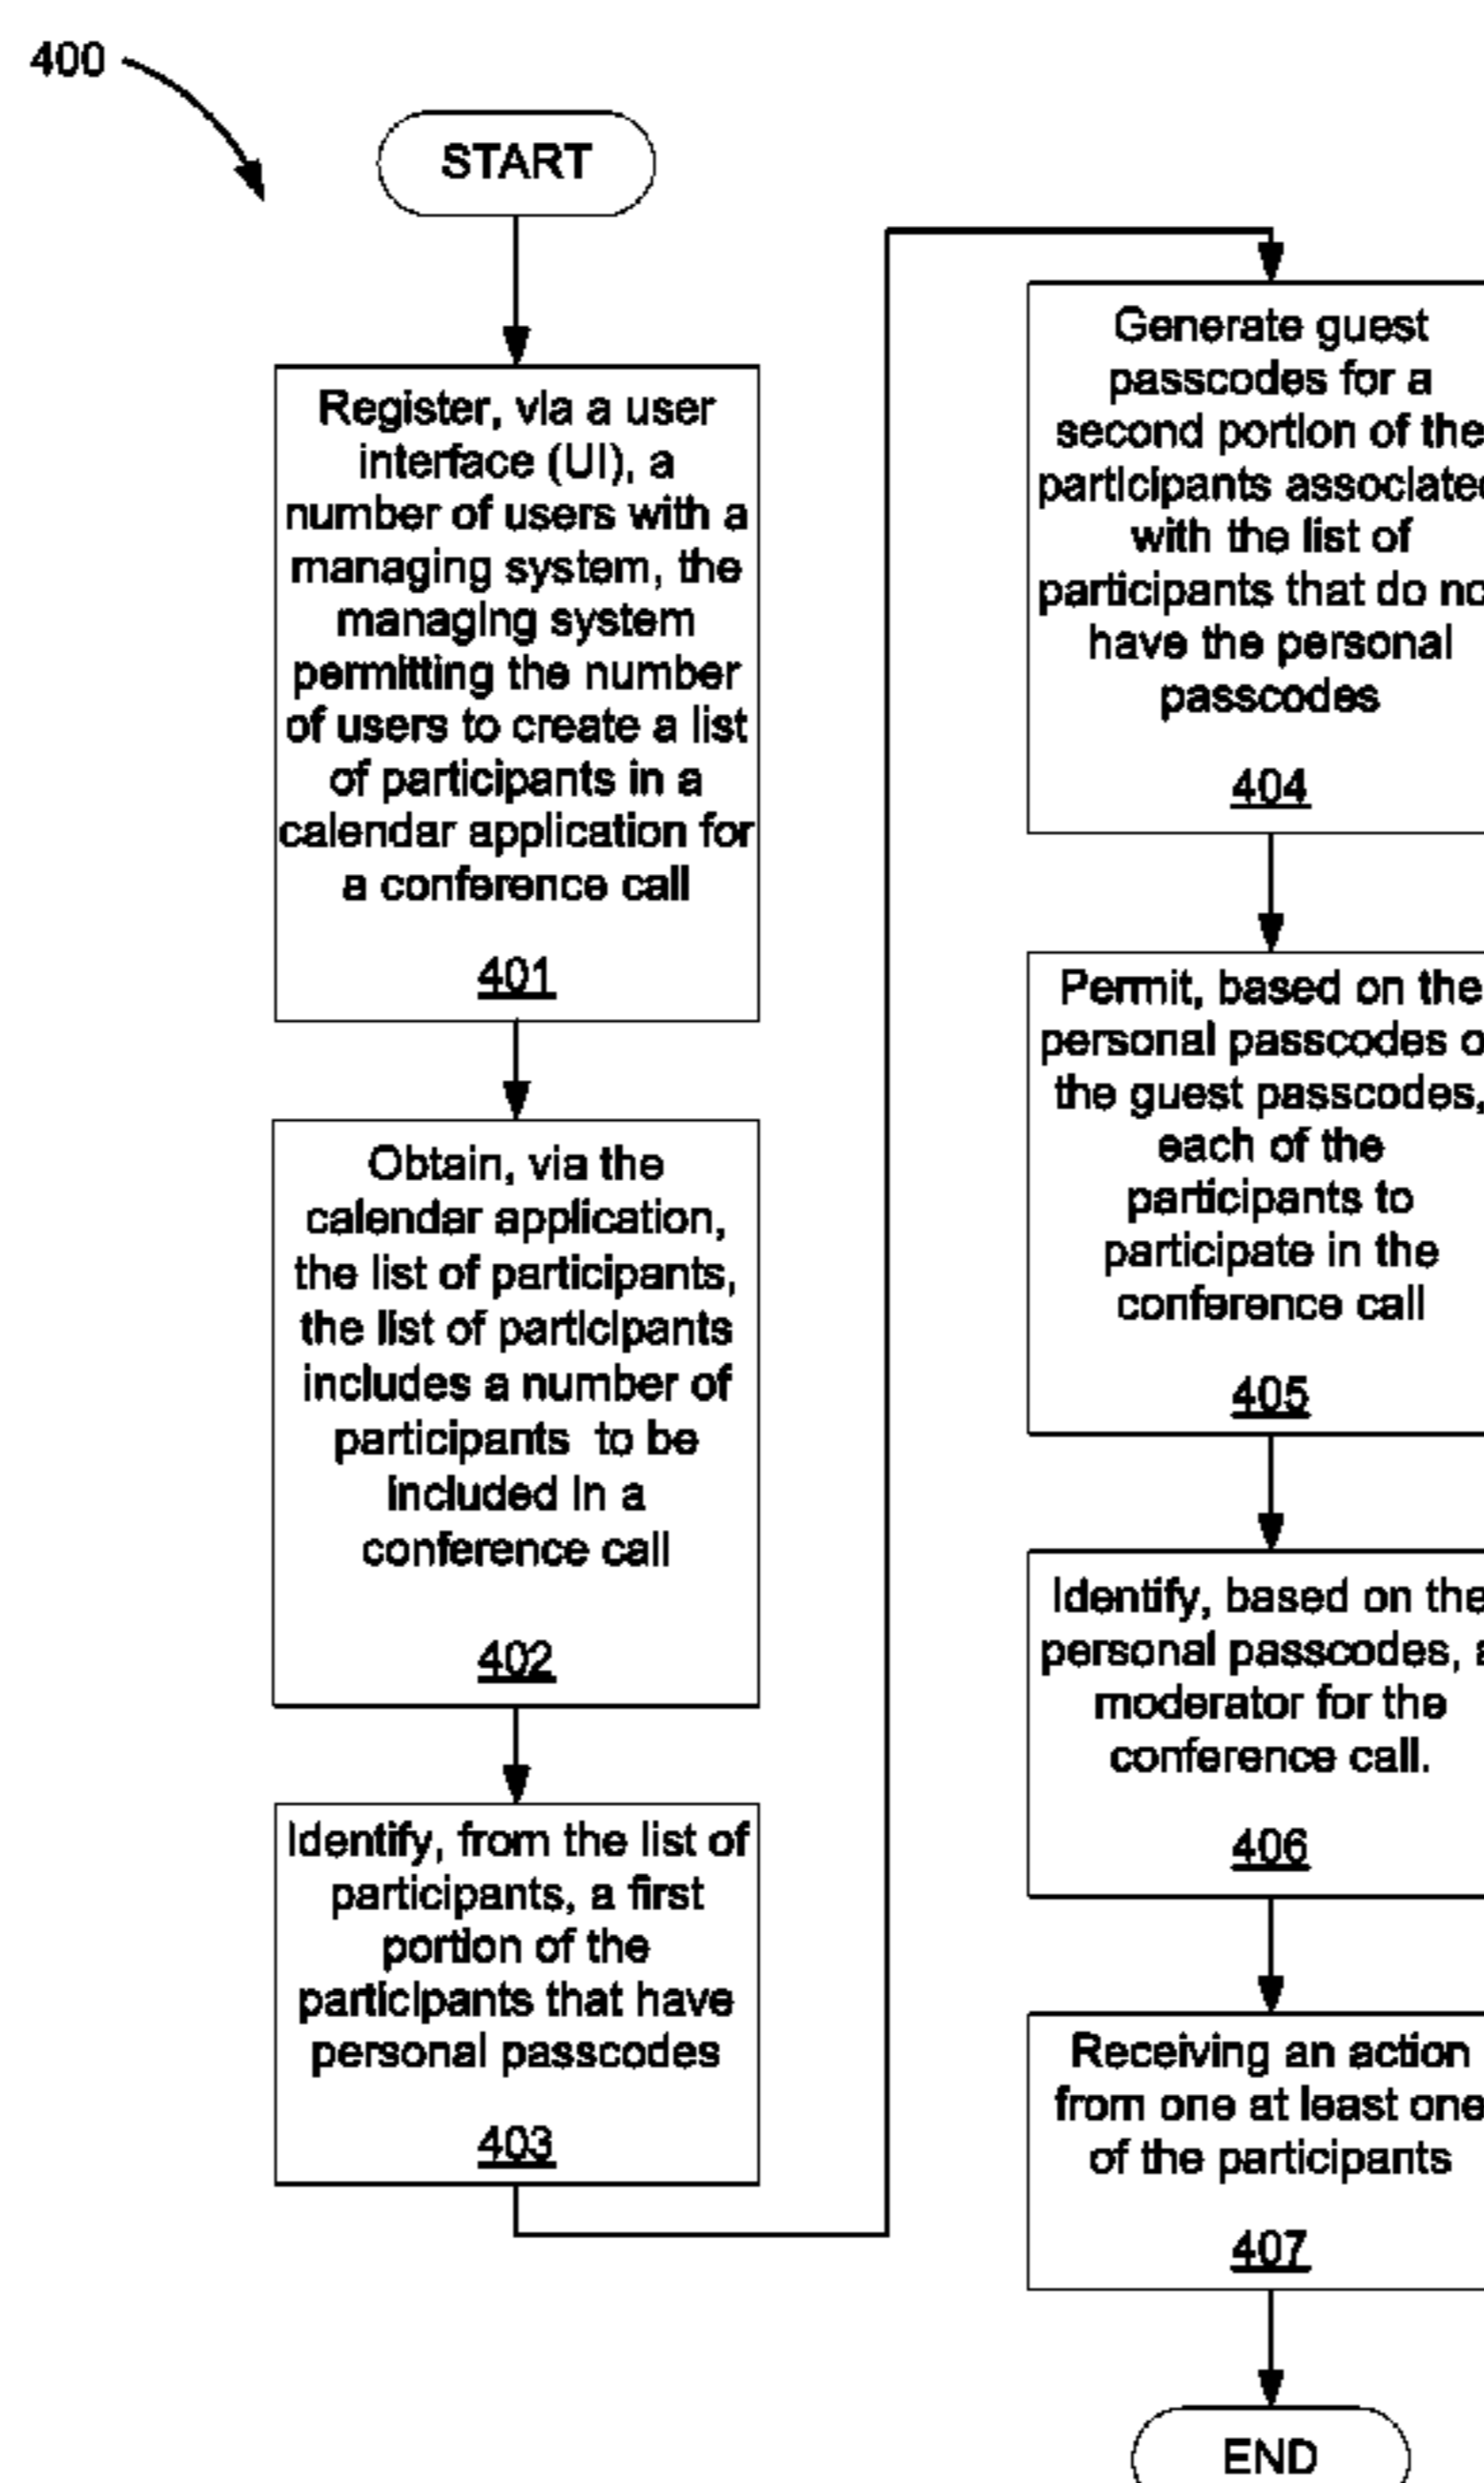 400
START
Register, via a user
interface (UI), a
number of users with a
managing system, the
managing system
permitting the number
of users to create a list
of participants in a
calendar application for
a conference call
401
Obtain, via the
calendar application,
the list of participants,
the list of participants
includes a number of
participants to be
included in a
conference call
402
Identify, from the list of
participants, a first
portion of the
participants that have
personal passcodes
403
Generate guest
passcodes for a
second portion of the
participants
with the list of
participants that do
have the personal
passcodes
404
Permit, based on the
personal passcodes
the guest passcodes,
each of the
participants to
participate in the
conference call
405
Identify, based on the
personal passcodes,
moderator for the
conference call.
406
Receiving an action
from one at least one
of the participants
407
END